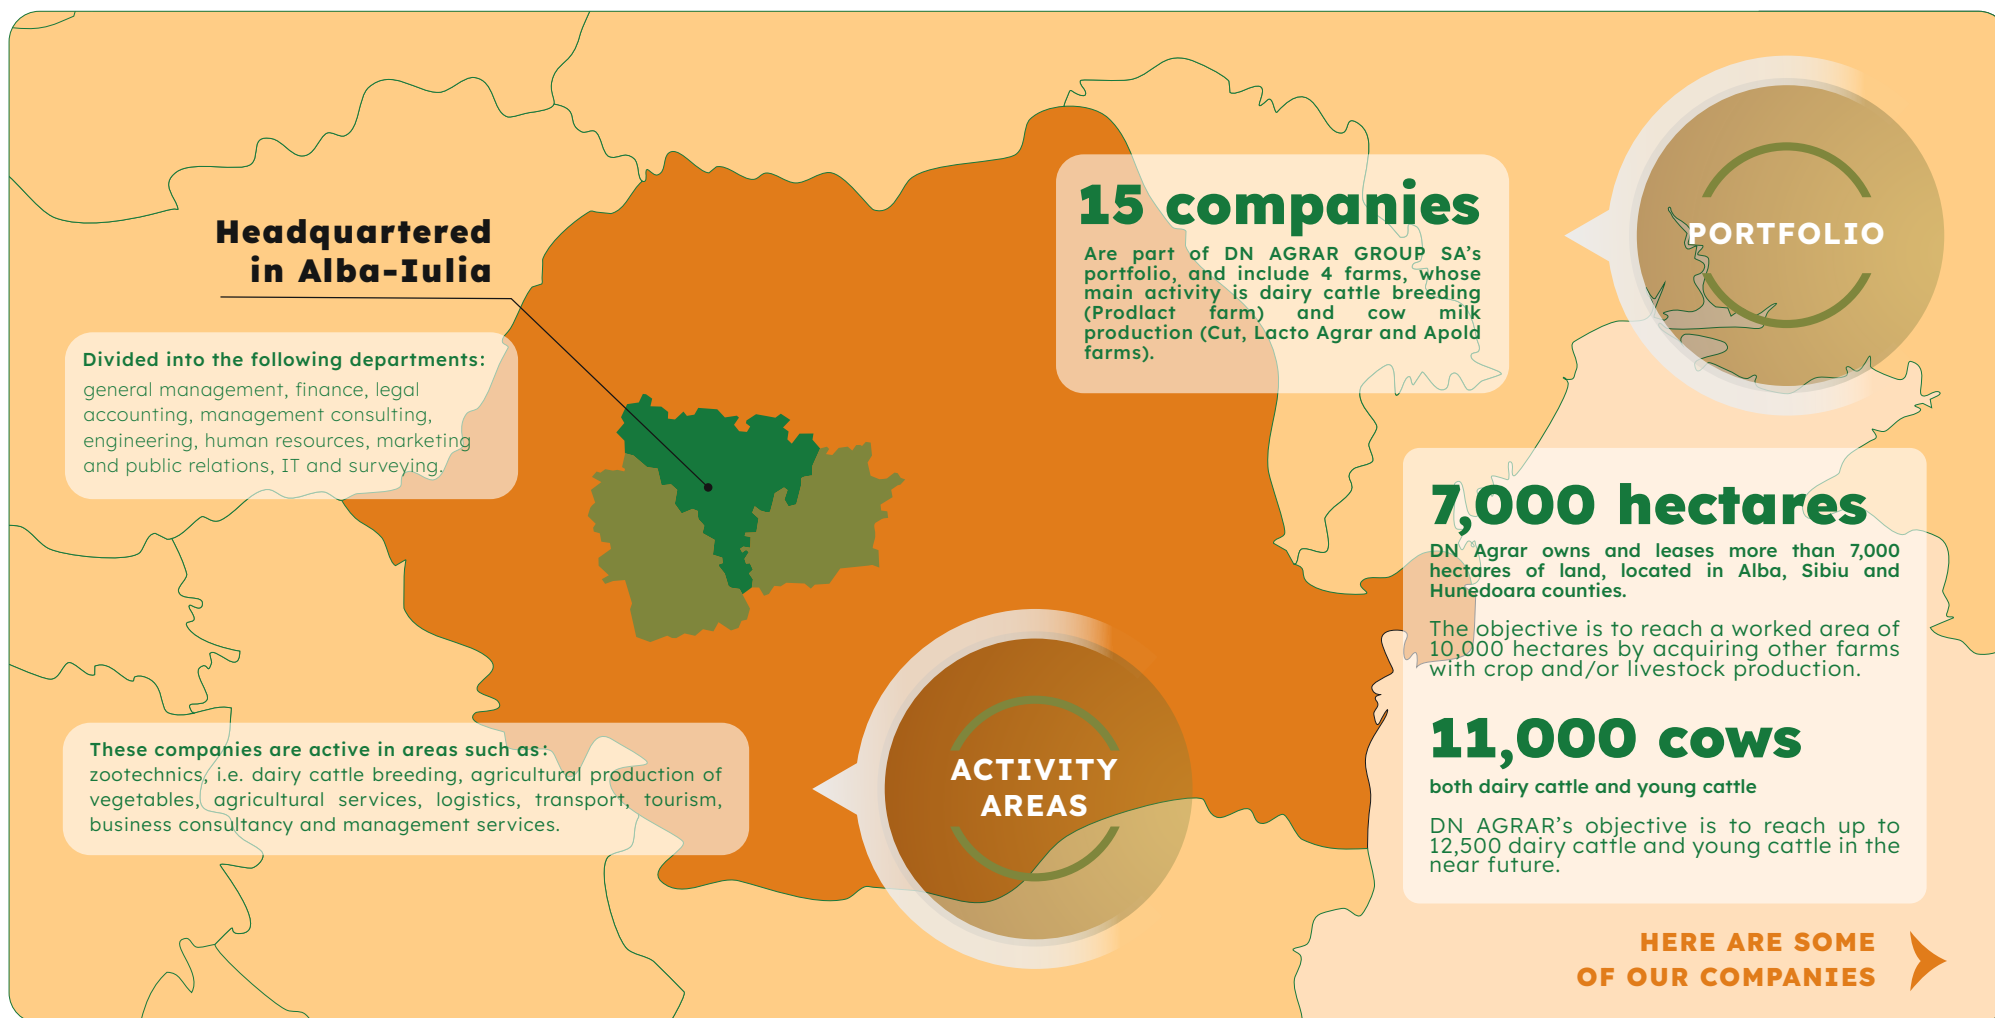 Headquartered
in Alba-Iulia
Divided into the following departments:
general management, finance, legal
accounting, management consulting,
engineering, human resources, marketing
and public relations, IT and surveying.
15 companies
Are part of DN AGRAR GROUP SA’s
portfolio, and include 4 farms, whose
main activity is dairy cattle breeding
(Prodlact farm) and cow milk
production (Cut, Lacto Agrar and Apold
farms).
PORTFOLIO
7,000 hectares
DN Agrar owns and leases more than 7,000
hectares of land, located in Alba, Sibiu and
Hunedoara counties.
The objective is to reach a worked area of
10,000 hectares by acquiring other farms
with crop and/or livestock production.
11,000 cows
both dairy cattle and young cattle
DN AGRAR’s objective is to reach up to
12,500 dairy cattle and young cattle in the
near future.
These companies are active in areas such as:
zootechnics, i.e. dairy cattle breeding, agricultural production of
vegetables, agricultural services, logistics, transport, tourism,
business consultancy and management services.
ACTIVITY
AREAS
HERE ARE SOME
OF OUR COMPANIES